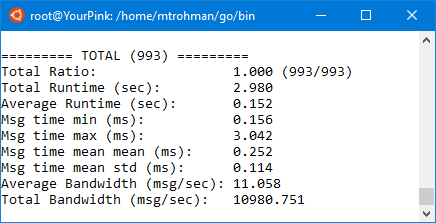 root@YourPink: /home/mtrohman/go/bin
========= TOTAL (993) =========
Total Ratio: 1.000 (993/993)
Total Runtime (sec): 2.980
Average Runtime (sec): 0.152
Msg time min (ms): 0.156
Msg time max (ms): 3.042
Msg time mean mean (ms): 0.252
Msg time mean std (ms): 0.114
Average Bandwidth (msg/sec): 11.058
Total Bandwidth (msg/sec): 10980.751